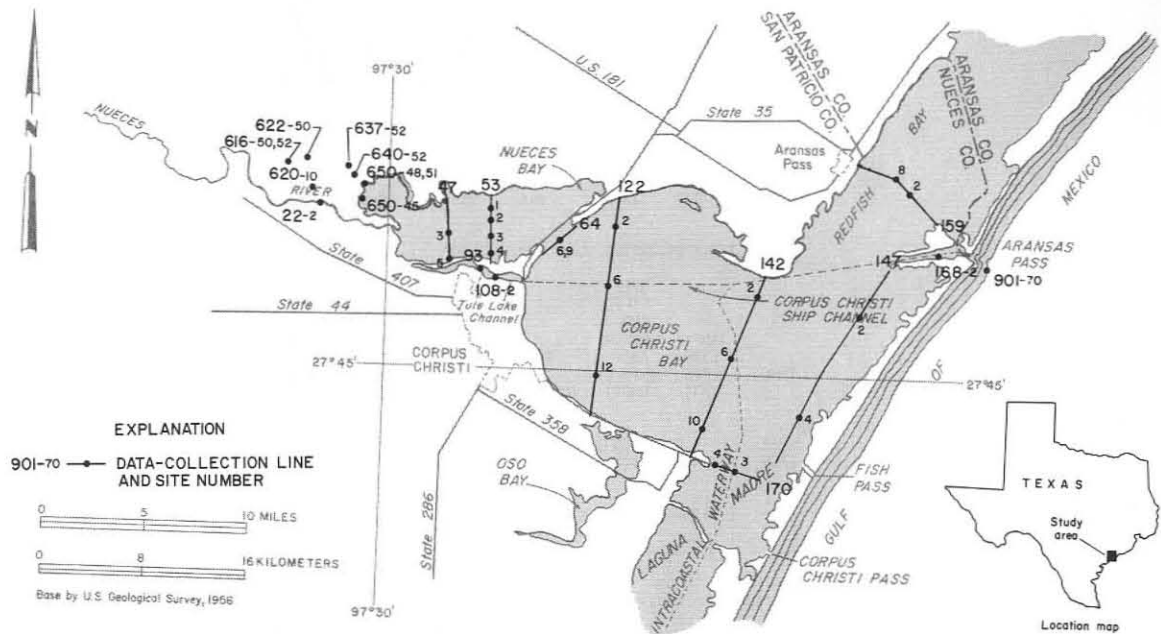 ARANSAS CO.
SAN PATRICIO CO.
ARANSAS CO.
NUECES CO.
97°30'
U.S. 181
State 35
N
NUECES
RIVER
622-50
616-50,52
620-10
22-2
637-52
640-52
650-48,51
650-45
47
3
5
53
1
2
3
4
NUECES
BAY
122
2
6
12
64
6,9
93
108-2
Tule Lake
Channel
Aransas
Pass
BAY
REDFISH
8
2
159
MEXICO
ARANSAS
PASS
901-70
168-2
142
2
6
10
147
2
4
CORPUS CHRISTI
SHIP CHANNEL
State
407
State 44
CORPUS
CHRISTI
CORPUS
CHRISTI
BAY
27°45'
27°45'
OF
GULF
State 358
State 286
OSO
BAY
4
3
170
WATERWAY
MADRE
LAGUNA
INTRACOASTAL
FISH
PASS
CORPUS
CHRISTI PASS
EXPLANATION
901-70 DATA-COLLECTION LINE
AND SITE NUMBER
0 5 10 MILES
0 8 16 KILOMETERS
Base by U.S. Geological Survey, 1956
97°30'
TEXAS
Study
area
Location map